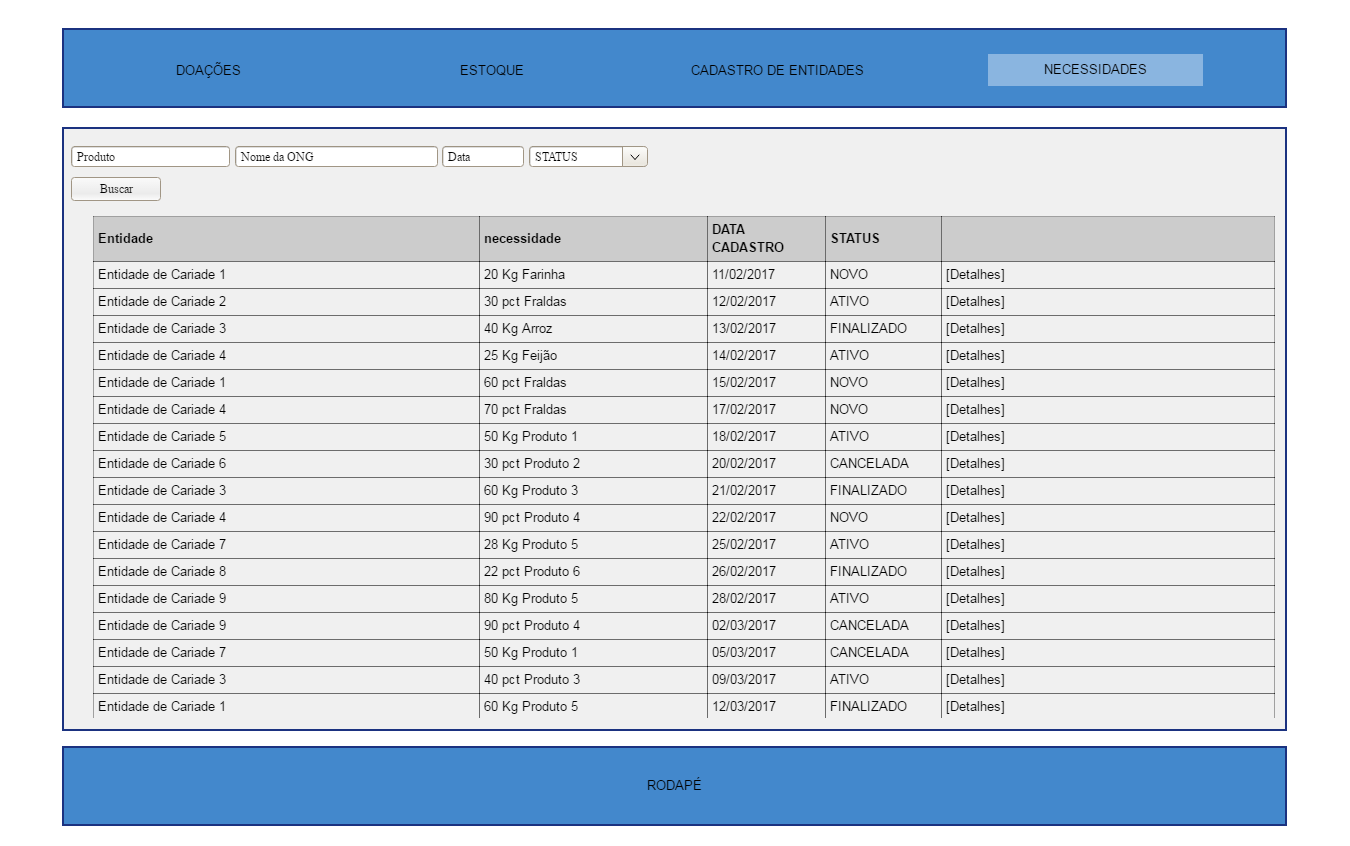 DOAÇÕES ESTOQUE CADASTRO DE ENTIDADES NECESSIDADES
Produto Nome da ONG Data STATUS
Buscar
Entidade necessidade DATA CADASTRO STATUS
Entidade de Cariade 1 20 Kg Farinha 11/02/2017 NOVO [Detalhes]
Entidade de Cariade 2 30 pct Fraldas 12/02/2017 ATIVO [Detalhes]
Entidade de Cariade 3 40 Kg Arroz 13/02/2017 FINALIZADO [Detalhes]
Entidade de Cariade 4 25 Kg Feijão 14/02/2017 ATIVO [Detalhes]
Entidade de Cariade 1 60 pct Fraldas 15/02/2017 NOVO [Detalhes]
Entidade de Cariade 4 70 pct Fraldas 17/02/2017 NOVO [Detalhes]
Entidade de Cariade 5 50 Kg Produto 1 18/02/2017 ATIVO [Detalhes]
Entidade de Cariade 6 30 pct Produto 2 20/02/2017 CANCELADA [Detalhes]
Entidade de Cariade 3 60 Kg Produto 3 21/02/2017 FINALIZADO [Detalhes]
Entidade de Cariade 4 90 pct Produto 4 22/02/2017 NOVO [Detalhes]
Entidade de Cariade 7 28 Kg Produto 5 25/02/2017 ATIVO [Detalhes]
Entidade de Cariade 8 22 pct Produto 6 26/02/2017 FINALIZADO [Detalhes]
Entidade de Cariade 9 80 Kg Produto 5 28/02/2017 ATIVO [Detalhes]
Entidade de Cariade 9 90 pct Produto 4 02/03/2017 CANCELADA [Detalhes]
Entidade de Cariade 7 50 Kg Produto 1 05/03/2017 CANCELADA [Detalhes]
Entidade de Cariade 3 40 pct Produto 3 09/03/2017 ATIVO [Detalhes]
Entidade de Cariade 1 60 Kg Produto 5 12/03/2017 FINALIZADO [Detalhes]
RODAPÉ